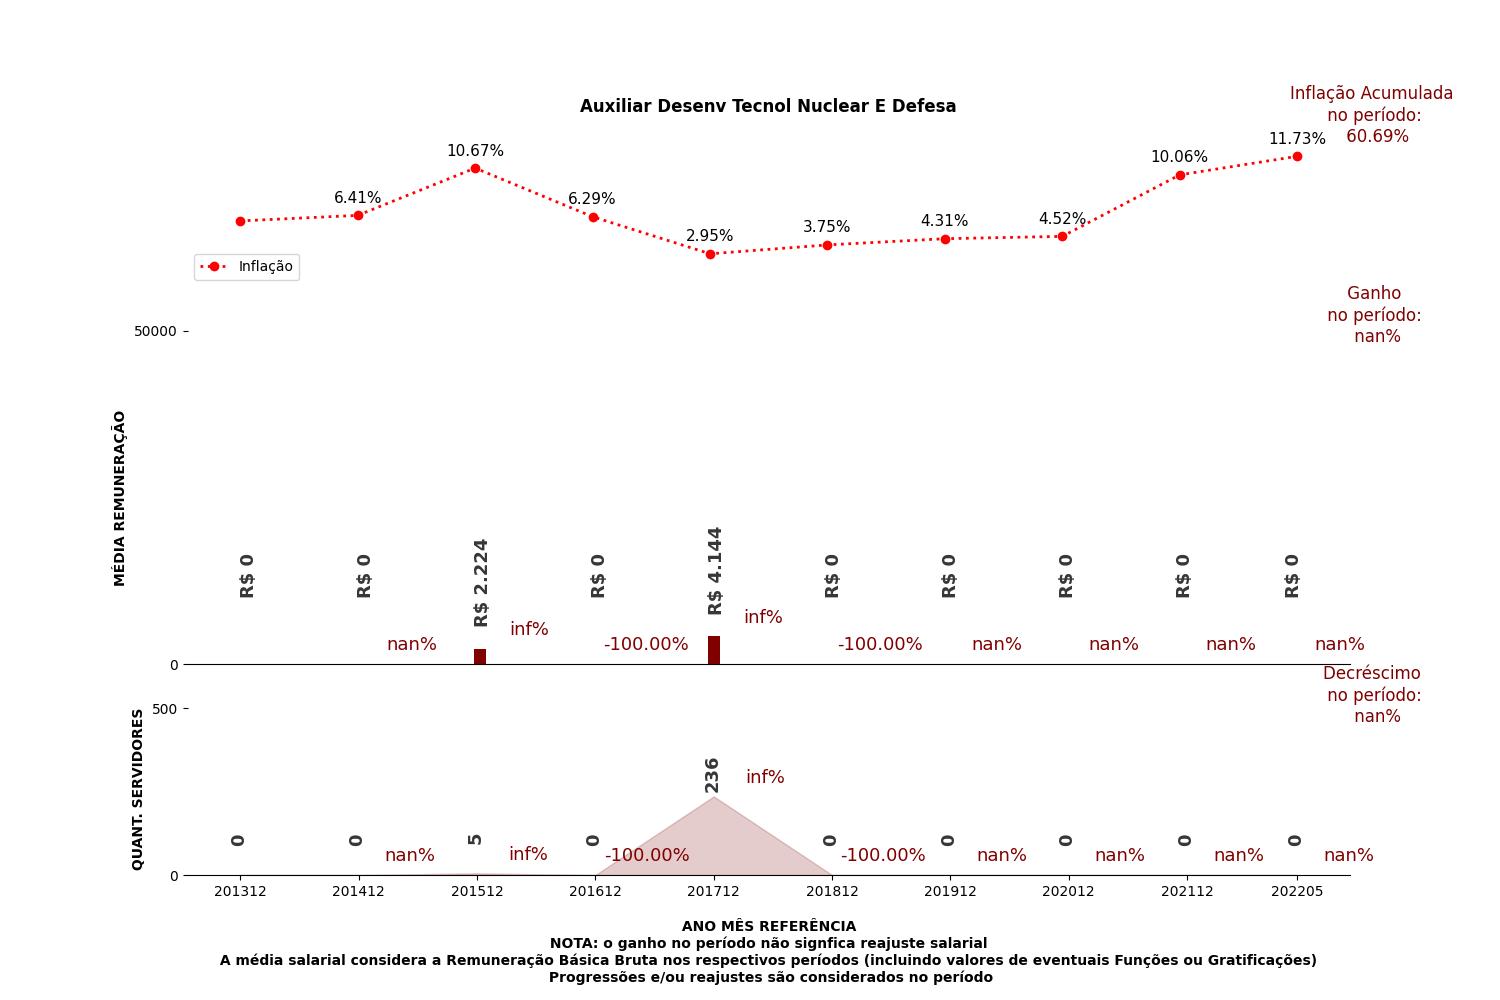 Auxiliar Desenv Tecnol Nuclear E Defesa
Inflação Acumulada
no período:
60.69%
6.41%
10.67%
6.29%
2.95%
3.75%
4.31%
4.52%
10.06%
11.73%
Inflação
Ganho
no período:
nan%
50000
0
MÉDIA REMUNERAÇÃO
R$ 0
R$ 0
R$ 2.224
R$ 0
R$ 4.144
R$ 0
R$ 0
R$ 0
R$ 0
R$ 0
nan%
inf%
-100.00%
inf%
-100.00%
nan%
nan%
nan%
nan%
Decréscimo
no período:
nan%
500
0
QUANT. SERVIDORES
0
0
5
0
236
0
0
0
0
0
nan%
inf%
-100.00%
inf%
-100.00%
nan%
nan%
nan%
nan%
201312
201412
201512
201612
201712
201812
201912
202012
202112
202205
ANO MÊS REFERÊNCIA
NOTA: o ganho no período não signfica reajuste salarial
A média salarial considera a Remuneração Básica Bruta nos respectivos períodos (incluindo valores de eventuais Funções ou Gratificações)
Progressões e/ou reajustes são considerados no período